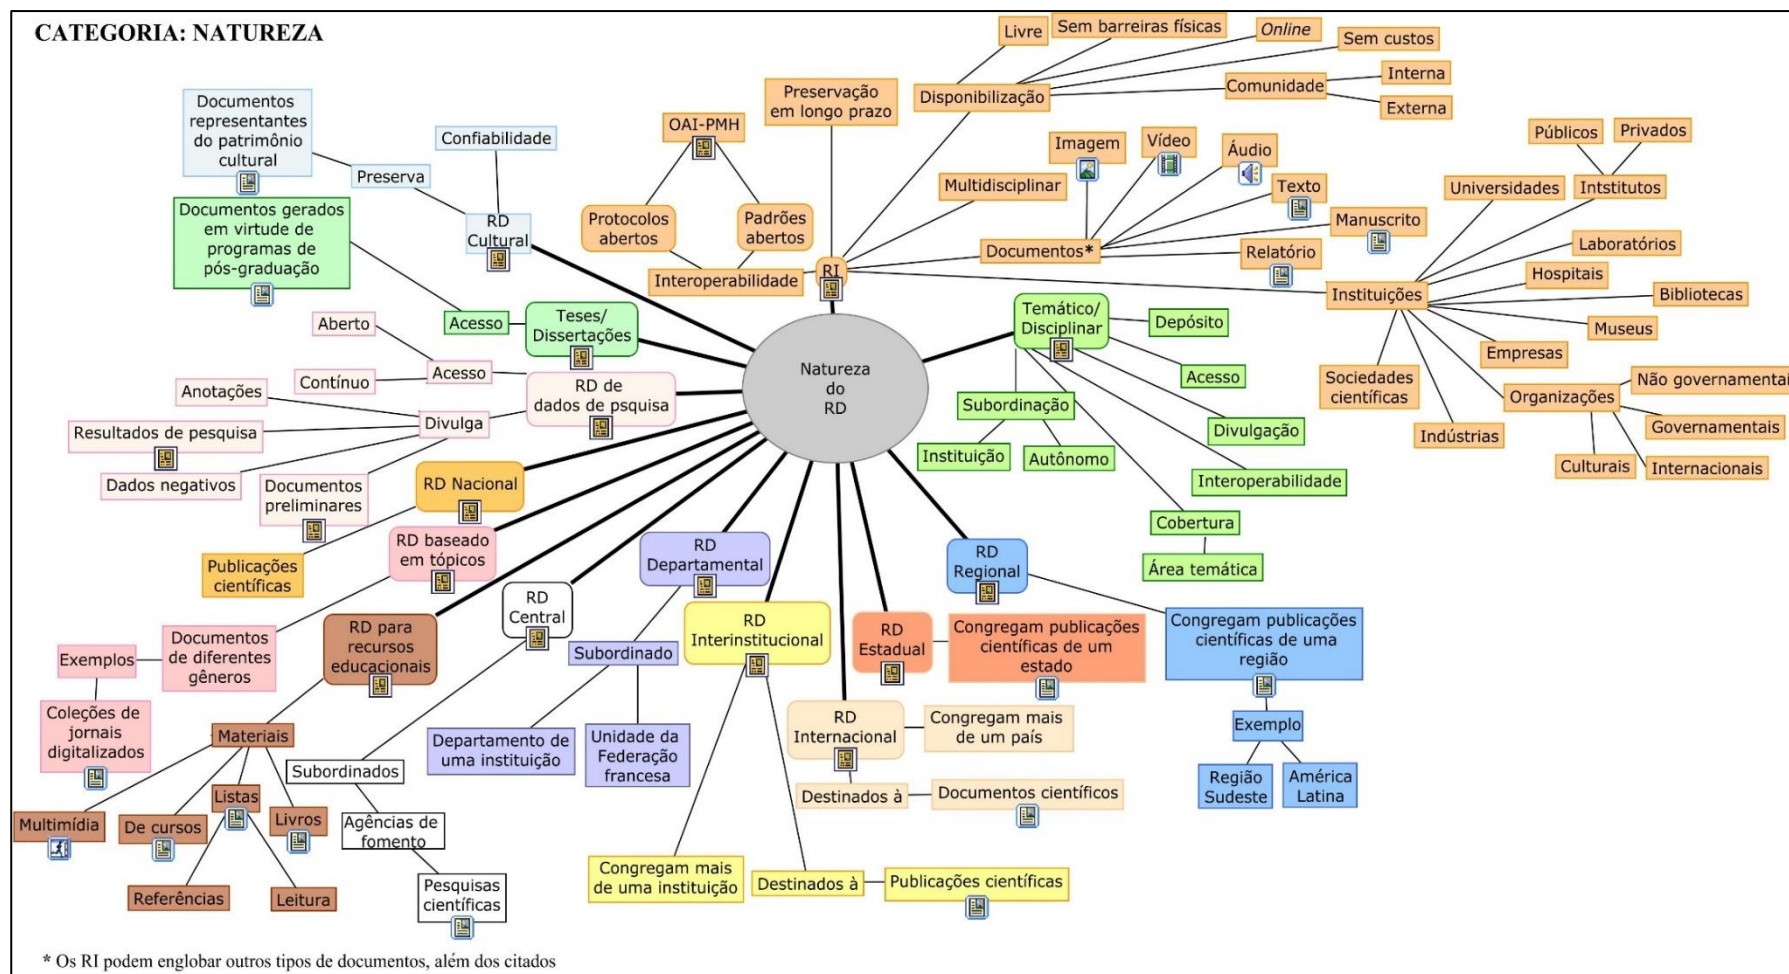 CATEGORIA: NATUREZA
Livre
Sem barreiras físicas
Online
Sem custos
Disponibilização
Comunidade
Interna
Externa
Preservação
em longo prazo
OAI-PMH
Protocolos
abertos
Padrões
abertos
Interoperabilidade
RI
Multidisciplinar
Documentos*
Imagem
Vídeo
Áudio
Texto
Manuscrito
Relatório
Instituições
Universidades
Públicos
Privados
Intstitutos
Laboratórios
Hospitais
Bibliotecas
Museus
Empresas
Sociedades
científicas
Indústrias
Organizações
Não governamentai
Governamentais
Culturais
Internacionais
Documentos
representantes
do patrimônio
cultural
Confiabilidade
Preserva
RD
Cultural
Documentos gerados
em virtude de
programas de
pós-graduação
Acesso
Teses/
Dissertações
Aberto
Contínuo
Acesso
RD de
dados de psquisa
Anotações
Divulga
Resultados de pesquisa
Dados negativos
Documentos
preliminares
Natureza
do
RD
Temático/
Disciplinar
Depósito
Acesso
Subordinação
Instituição
Autônomo
Divulgação
Interoperabilidade
Cobertura
Área temática
RD Nacional
Publicações
científicas
RD baseado
em tópicos
Documentos
de diferentes
gêneros
Exemplos
Coleções de
jornais
digitalizados
RD para
recursos
educacionais
Materiais
Multimídia
De cursos
Listas
Livros
Referências
Leitura
RD
Central
Subordinados
Agências de
fomento
Pesquisas
científicas
RD
Departamental
Subordinado
Departamento de
uma instituição
Unidade da
Federação
francesa
RD
Interinstitucional
Congregam mais
de uma instituição
Destinados à
Publicações científicas
RD
Internacional
Congregam mais
de um país
Destinados à
Documentos científicos
RD
Estadual
Congregam publicações
científicas de um
estado
RD
Regional
Congregam publicações
científicas de uma
região
Exemplo
Região
Sudeste
América
Latina
* Os RI podem englobar outros tipos de documentos, além dos citados